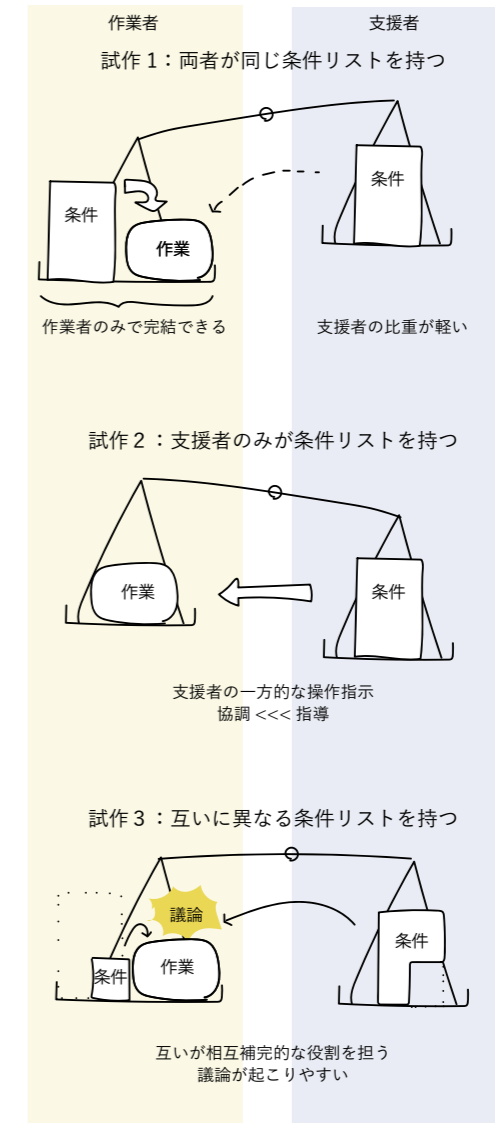 作業者
支援者
試作1：両者が同じ条件リストを持つ
条件
作業
条件
作業者のみで完結できる
支援者の比重が軽い
試作２：支援者のみが条件リストを持つ
作業
条件
支援者の一方的な操作指示
協調 <<< 指導
試作３：互いに異なる条件リストを持つ
議論
条件
作業
条件
互いが相互補完的な役割を担う
議論が起こりやすい